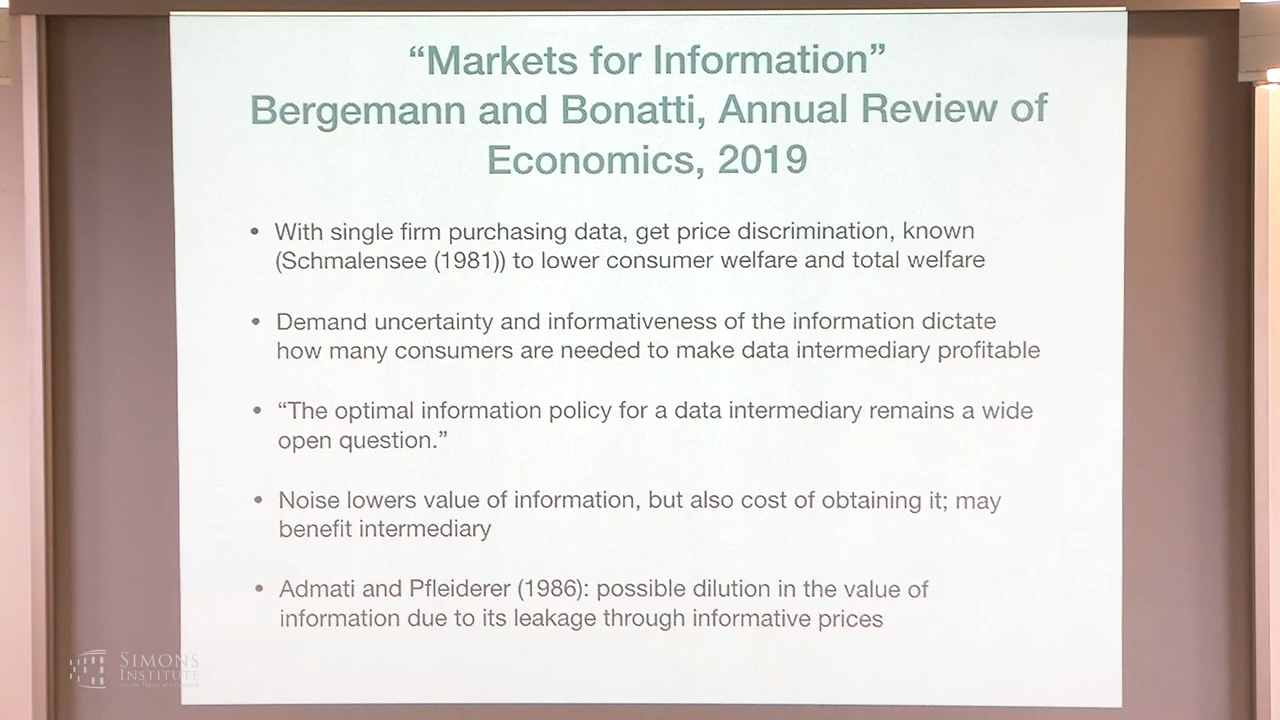 “Markets for Information”
Bergemann and Bonatti, Annual Review of
Economics, 2019
• With single firm purchasing data, get price discrimination, known
(Schmalensee (1981)) to lower consumer welfare and total welfare
• Demand uncertainty and informativeness of the information dictate
how many consumers are needed to make data intermediary profitable
• “The optimal information policy for a data intermediary remains a wide
open question.”
• Noise lowers value of information, but also cost of obtaining it; may
benefit intermediary
• Admati and Pfleiderer (1986): possible dilution in the value of
information due to its leakage through informative prices
SIMONS
INSTITUTE